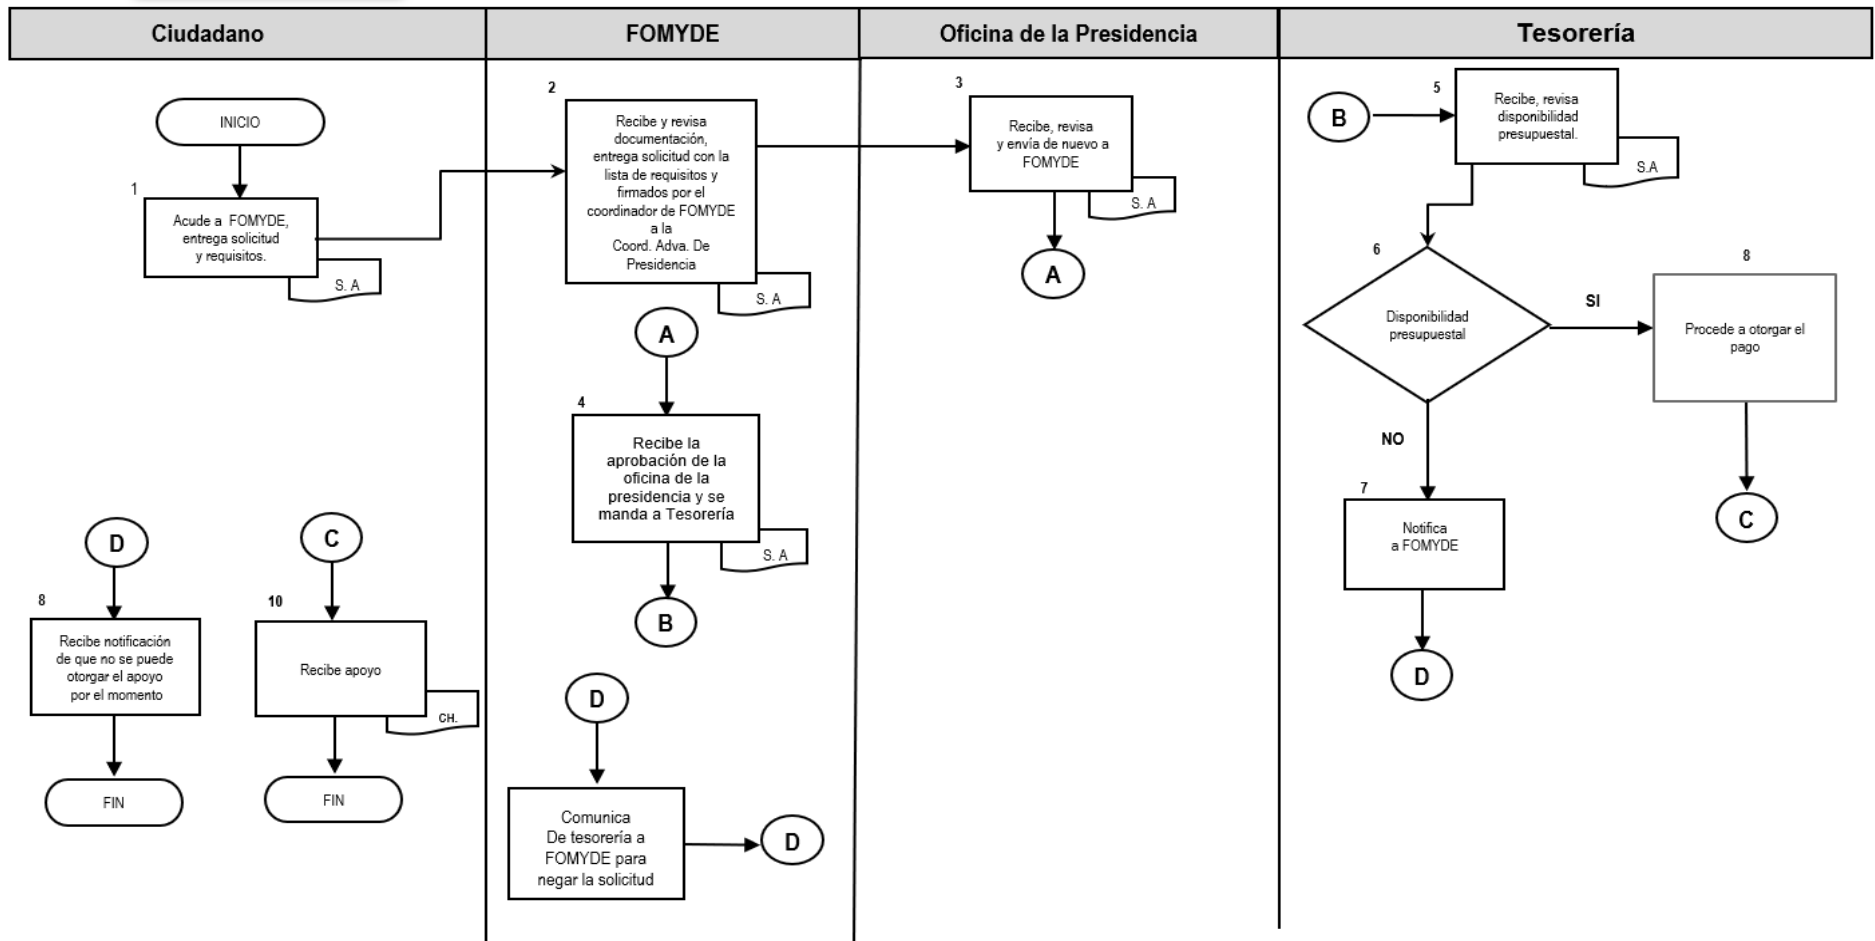 Ciudadano
FOMYDE
Oficina de la Presidencia
Tesorería
INICIO
1
Acude a FOMYDE,
entrega solicitud
y requisitos.
S. A
D
8
Recibe notificación
de que no se puede
otorgar el apoyo
por el momento
FIN
C
10
Recibe apoyo
CH.
FIN
2
Recibe y revisa
documentación,
entrega solicitud con la
lista de requisitos y
firmados por el
coordinador de FOMYDE
a la
Coord. Adva. De
Presidencia
S. A
A
4
Recibe la
aprobación de la
oficina de la
presidencia y se
manda a Tesorería
S. A
B
D
Comunica
De tesorería a
FOMYDE para
negar la solicitud
D
3
Recibe, revisa
y envía de nuevo a
FOMYDE
S. A
A
B
5
Recibe, revisa
disponibilidad
presupuestal.
S.A
6
Disponibilidad
presupuestal
SI
8
Procede a otorgar el
pago
C
NO
7
Notifica
a FOMYDE
D